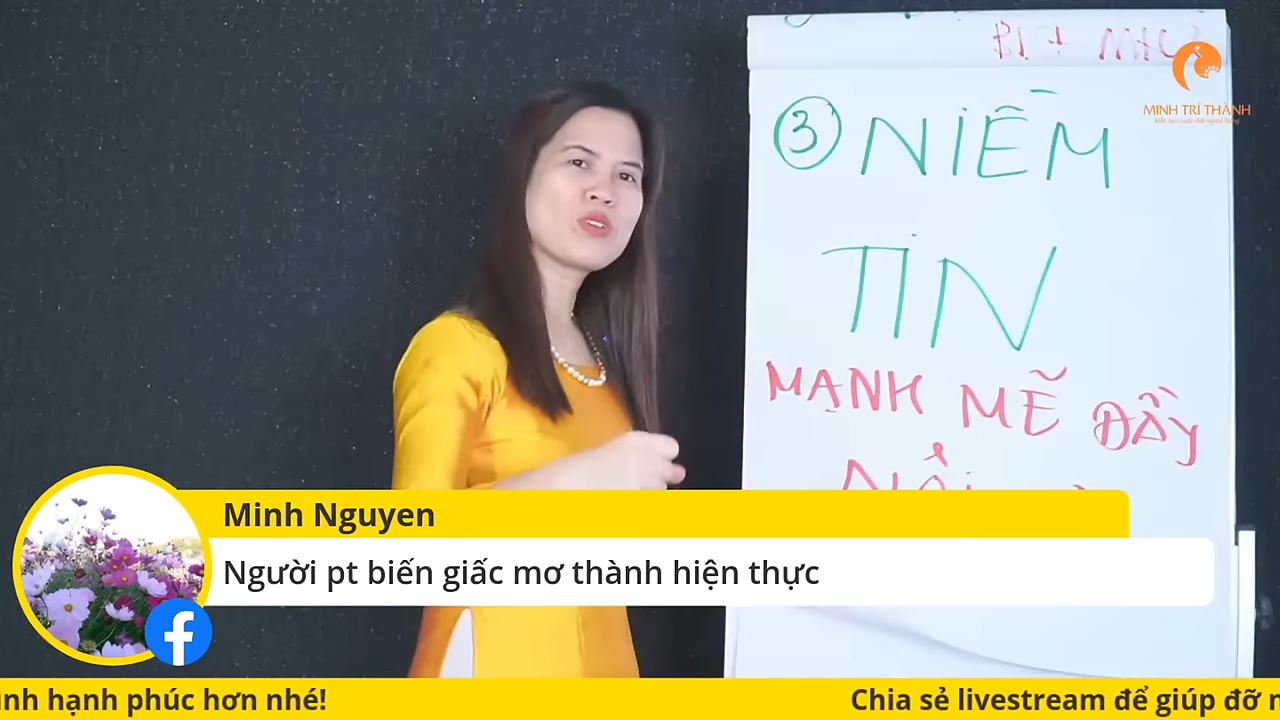 MINH TRÍ THÀNH
3 NIỀM
TIN
MẠNH MẼ ĐẦY
Minh Nguyen
Người pt biến giấc mơ thành hiện thực
ình hạnh phúc hơn nhé!
Chia sẻ livestream để giúp đỡ n